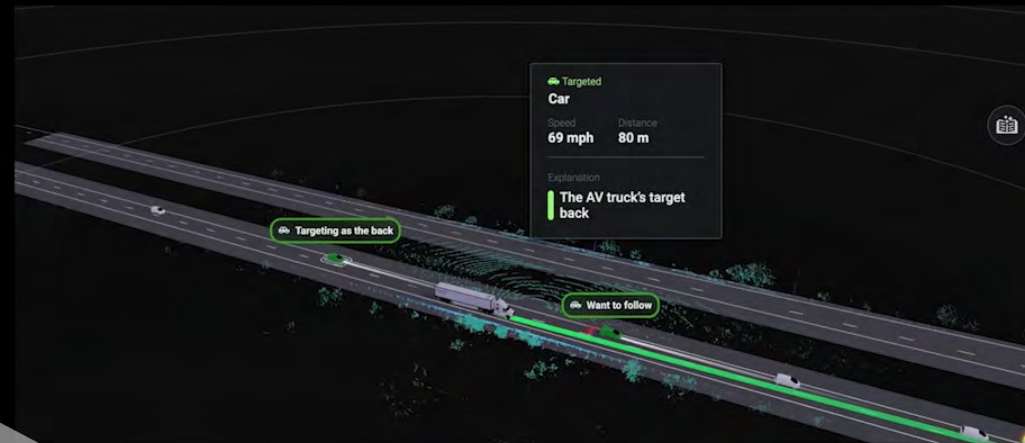 Targeted
Car
Speed Distance
69 mph 80 m
Explanation
The AV truck's target
back
Targeting as the back
Want to follow